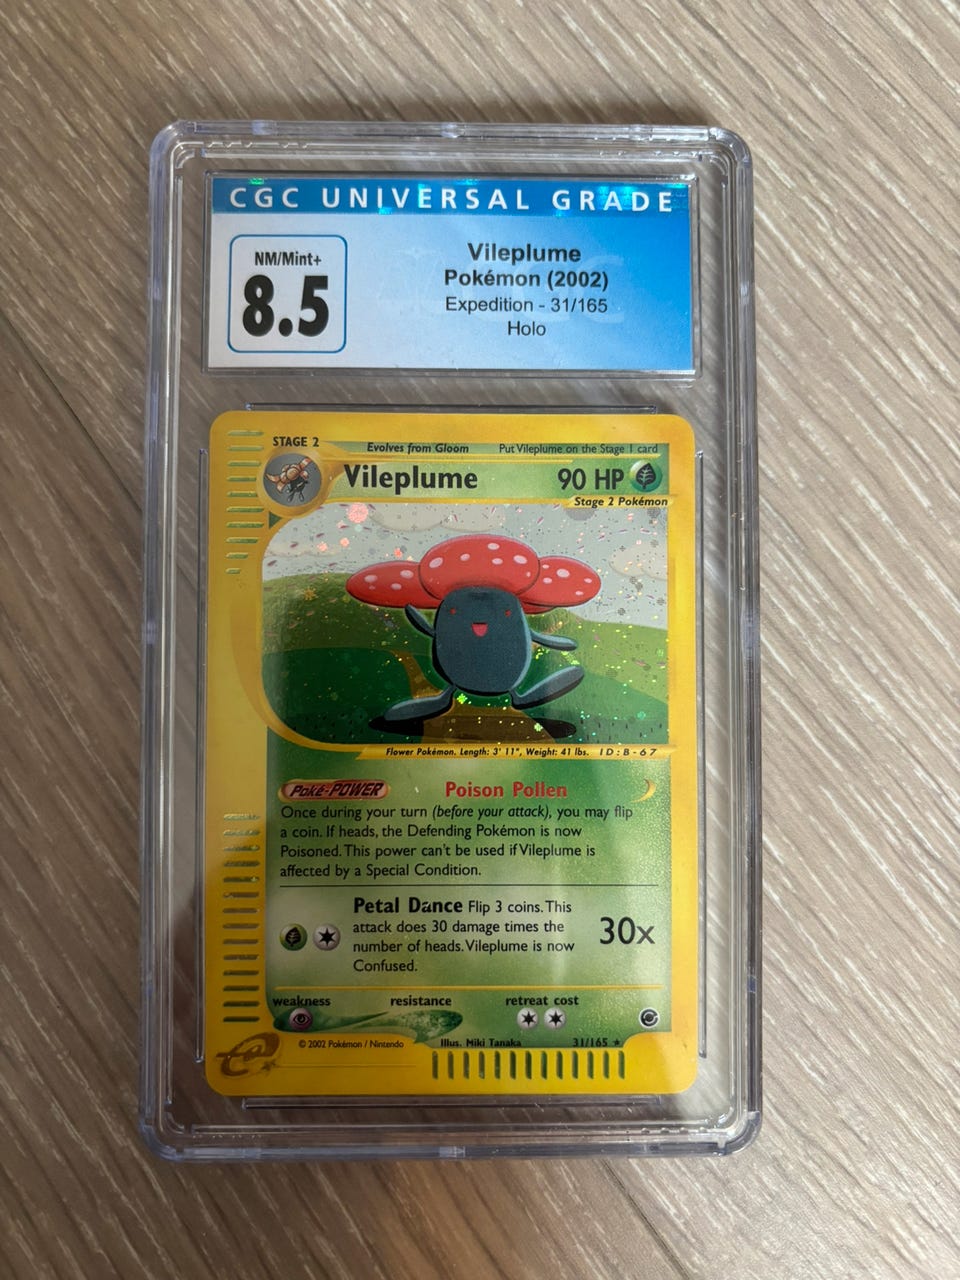 CGC UNIVERSAL GRADE
NM/Mint+
8.5
Vileplume
Pokémon (2002)
Expedition - 31/165
Holo
STAGE 2
Evolves from Gloom
Put Vileplume on the Stage 1 card
Vileplume
90 HP
Stage 2 Pokémon
Flower Pokémon. Length: 3' 11", Weight: 41 lbs. ID:B-67
Poké-POWER
Poison Pollen
Once during your turn (before your attack), you may flip
a coin. If heads, the Defending Pokémon is now
Poisoned. This power can't be used if Vileplume is
affected by a Special Condition.
Petal Dance Flip 3 coins. This
attack does 30 damage times the
number of heads. Vileplume is now
Confused.
30x
weakness
resistance
retreat cost
© 2002 Pokémon / Nintendo
Illus. Miki Tanaka
31/165 ★
e